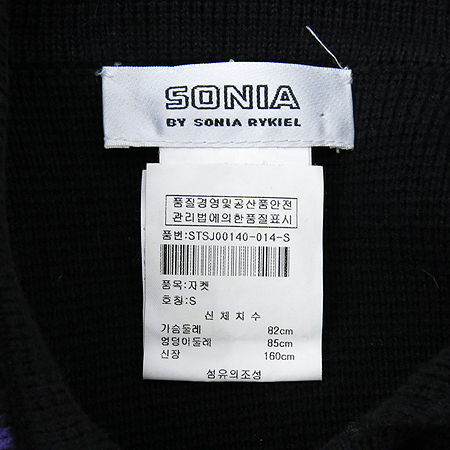 SONIA
BY SONIA RYKIEL
품질경영및공산품안전
관리법에의한품질표시
품번:STSJ00140-014-S
품목:자켓
호칭:S
신체치수
가슴둘레 82cm
엉덩이둘레 85cm
신장 160cm
섬유의조성